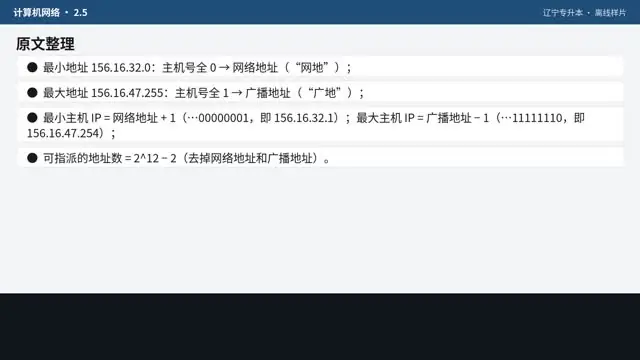 计算机网络 • 2.5
辽宁专升本 • 离线样片
原文整理
● 最小地址 156.16.32.0：主机号全 0 → 网络地址（“网地”）；
● 最大地址 156.16.47.255：主机号全 1 → 广播地址（“广地”）；
● 最小主机 IP = 网络地址 + 1（…00000001，即 156.16.32.1）；最大主机 IP = 广播地址 − 1（…11111110，即
156.16.47.254）；
● 可指派的地址数 = 2^12 − 2（去掉网络地址和广播地址）。